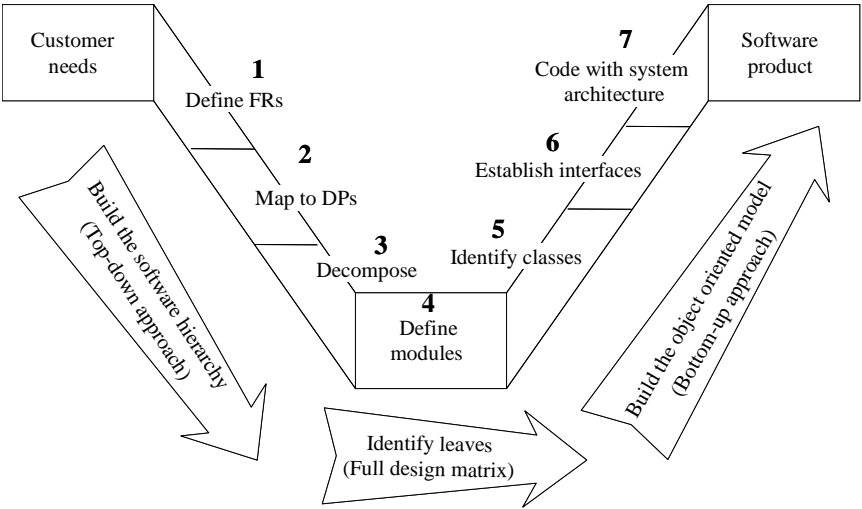 Customer
needs
1
Define FRs
2
Map to DPs
3
Decompose
4
Define
modules
5
Identify classes
6
Establish interfaces
7
Code with system
architecture
Software
product
Build the software hierarchy
(Top-down approach)
Identify leaves
(Full design matrix)
Build the object oriented model
(Bottom-up approach)